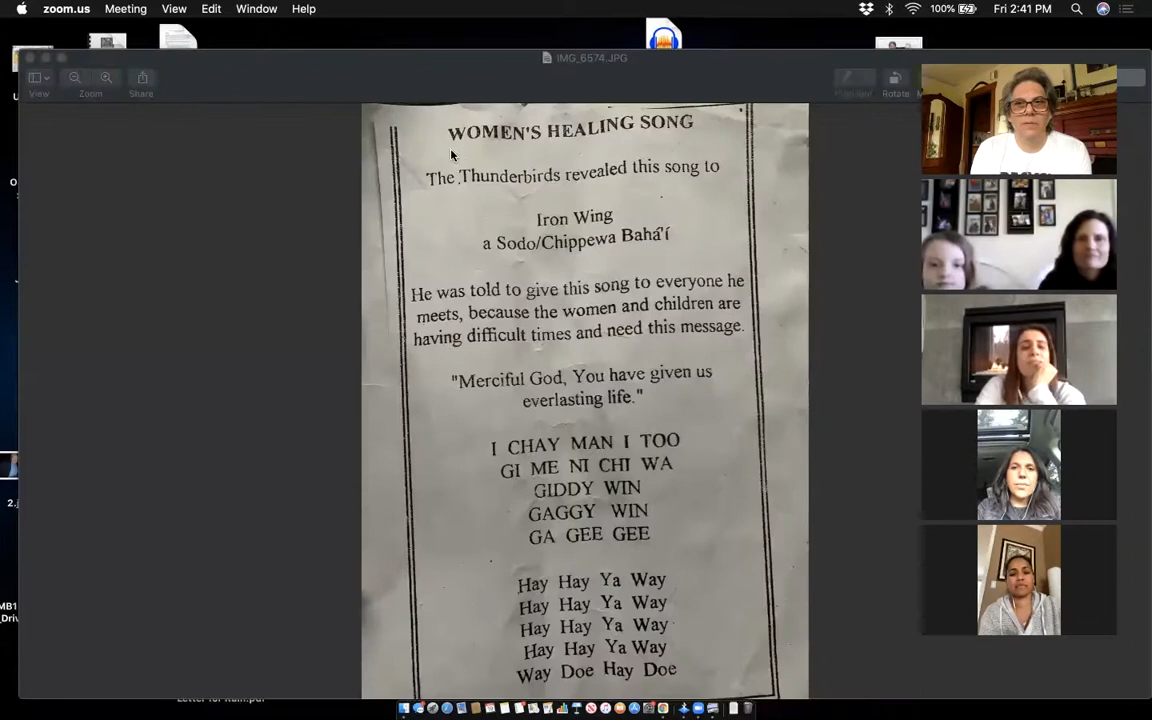 zoom.us Meeting View Edit Window Help
100% Fri 2:41 PM
IMG_6574.JPG
View Zoom Share Rotate
WOMEN'S HEALING SONG
The Thunderbirds revealed this song to
Iron Wing
a Sodo/Chippewa Bahá'í
He was told to give this song to everyone he
meets, because the women and children are
having difficult times and need this message.
"Merciful God, You have given us
everlasting life."
I CHAY MAN I TOO
GI ME NI CHI WA
GIDDY WIN
GAGGY WIN
GA GEE GEE
Hay Hay Ya Way
Hay Hay Ya Way
Hay Hay Ya Way
Hay Hay Ya Way
Way Doe Hay Doe